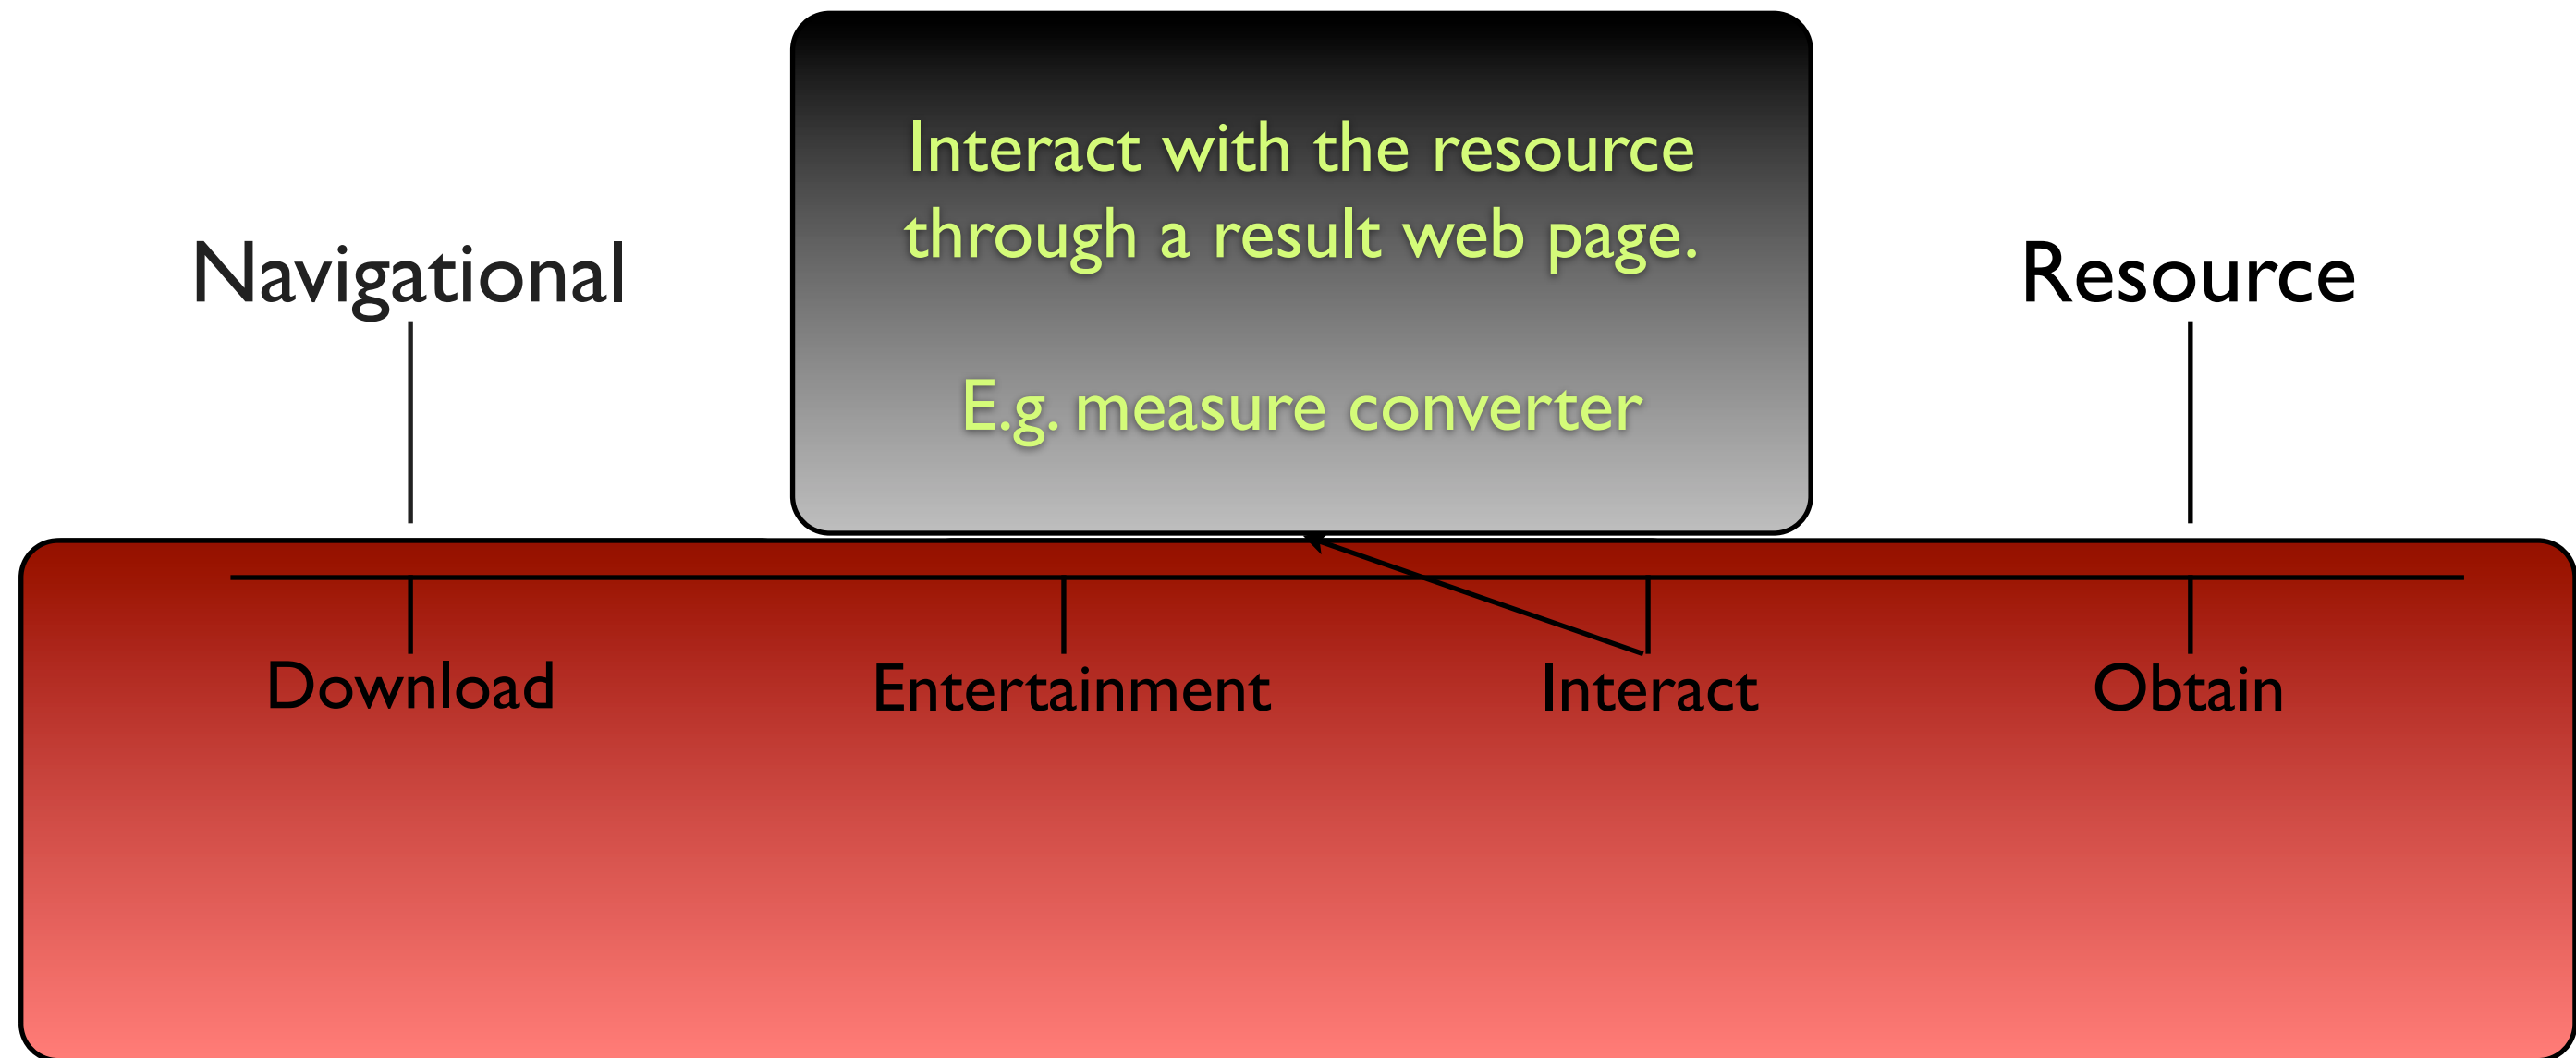 Navigational
Interact with the resource
through a result web page.
E.g. measure converter
Resource
Download
Entertainment
Interact
Obtain